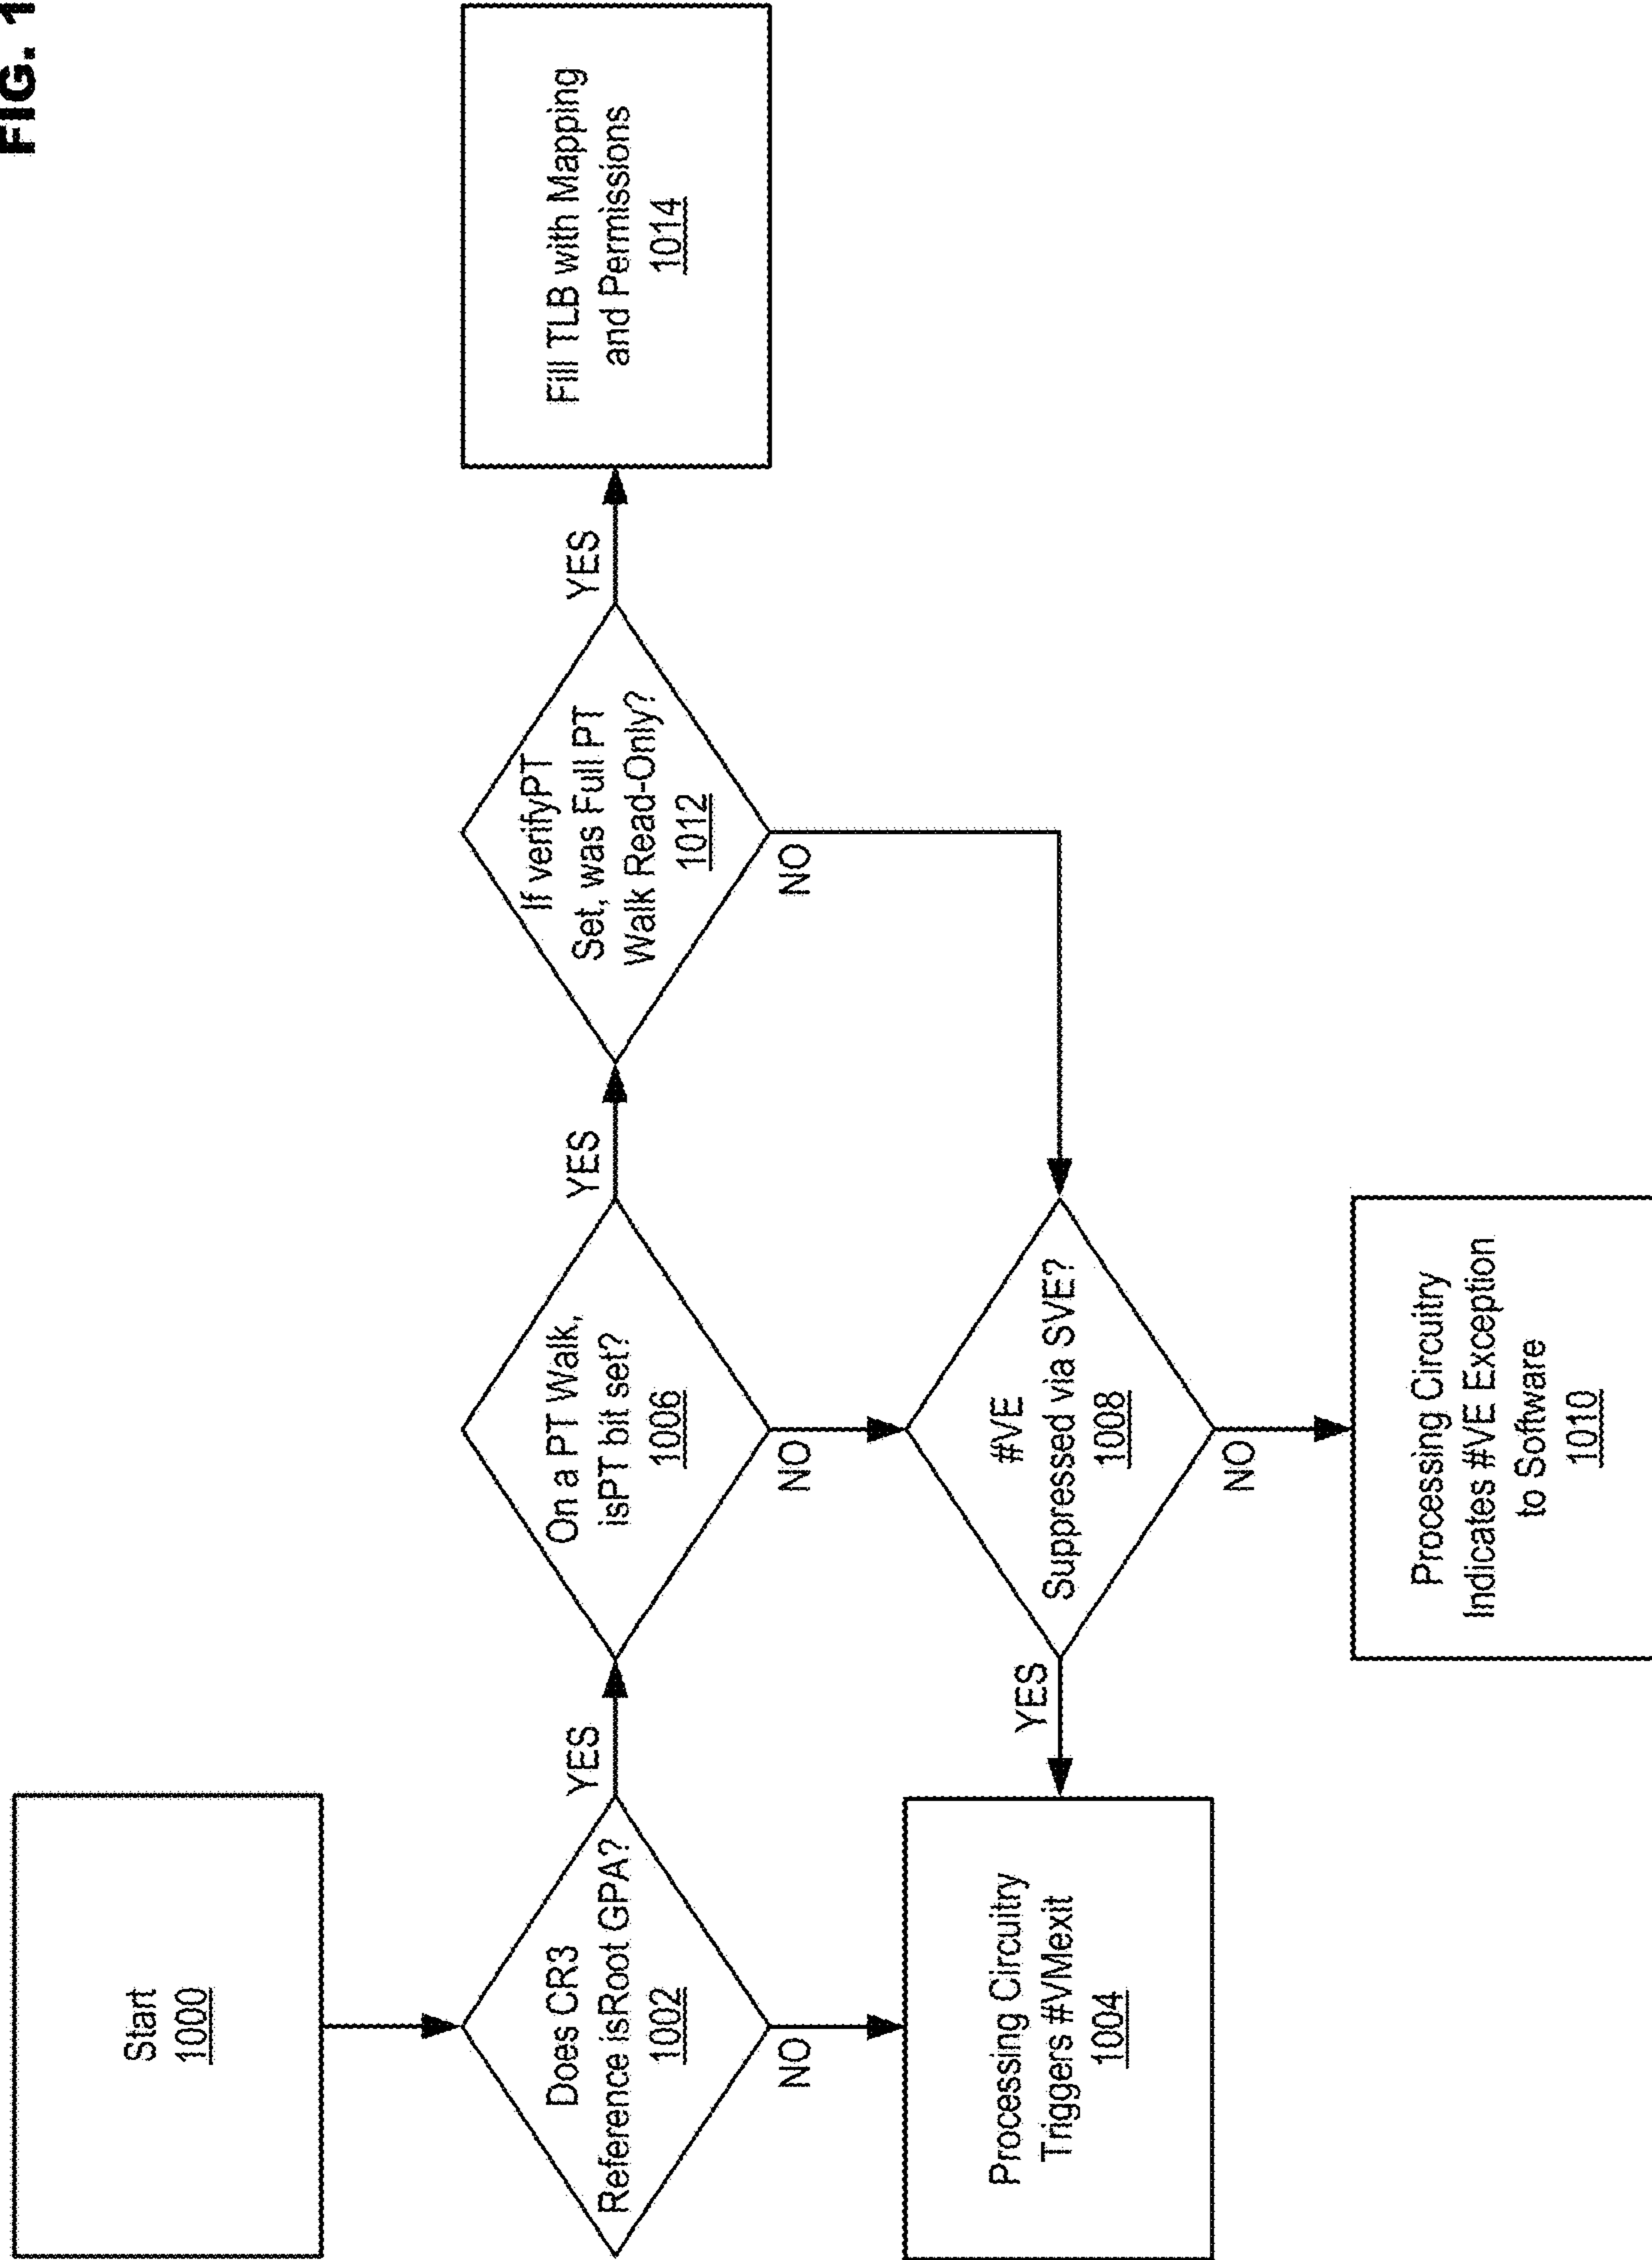 FIG. 1
Start
1000
Does CR3
Reference isRoot GPA?
1002
YES
NO
Processing Circuitry
Triggers #VMexit
1004
On a PT Walk,
isPT bit set?
1006
YES
NO
#VE
Suppressed via SVE?
1008
YES
NO
Processing Circuitry
Indicates #VE Exception
to Software
1010
If verifyPT
Set, was Full PT
Walk Read-Only?
1012
YES
NO
Fill TLB with Mapping
and Permissions
1014